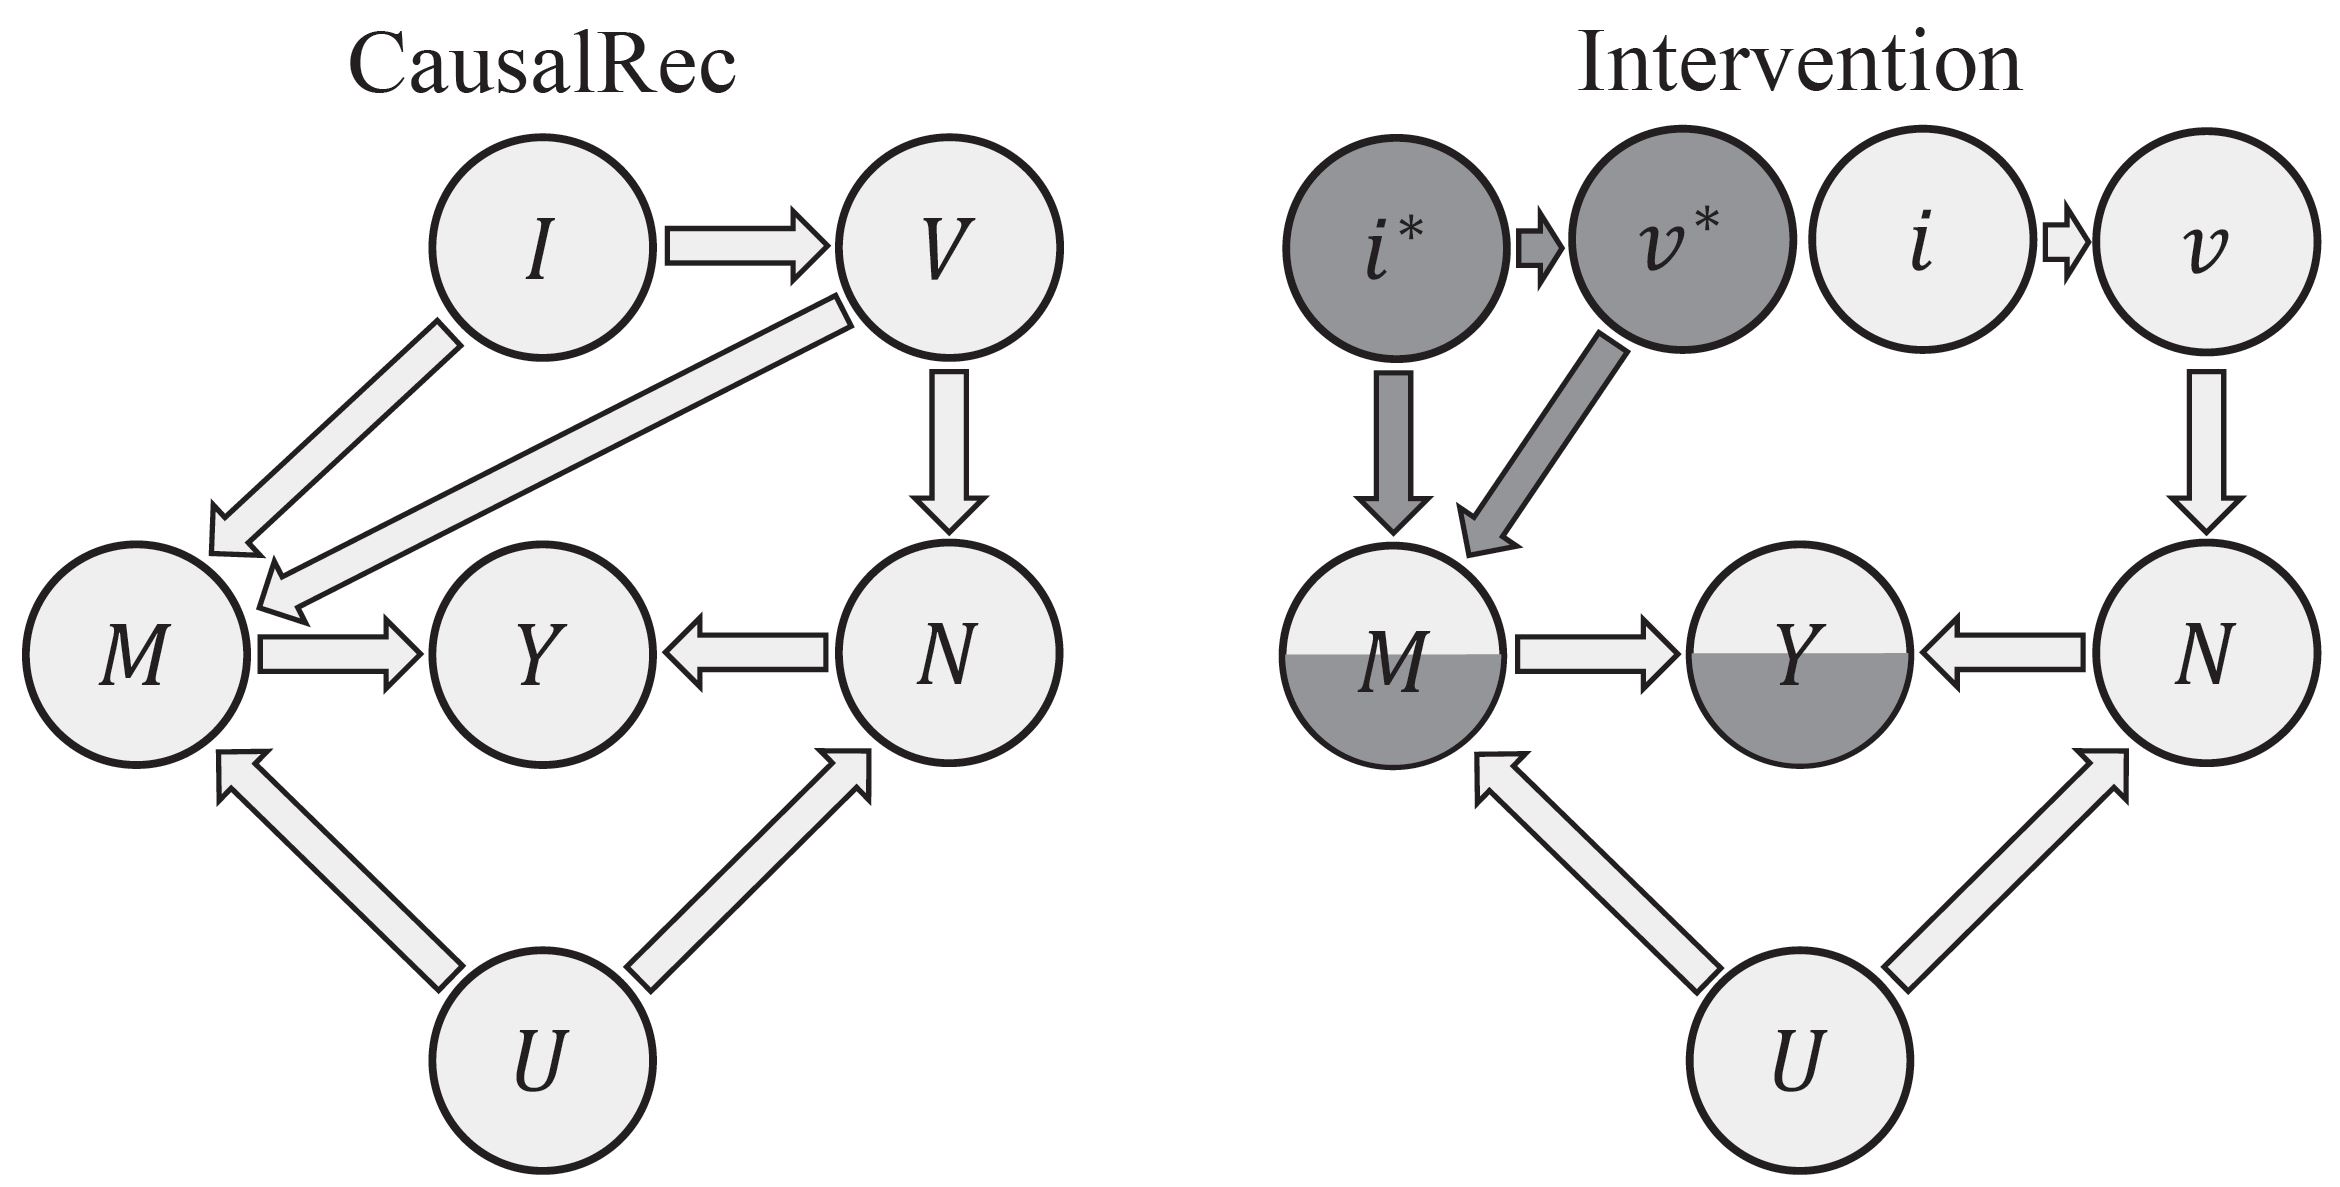 CausalRec
I V
M Y N
U
Intervention
i* v* i v
M Y N
U